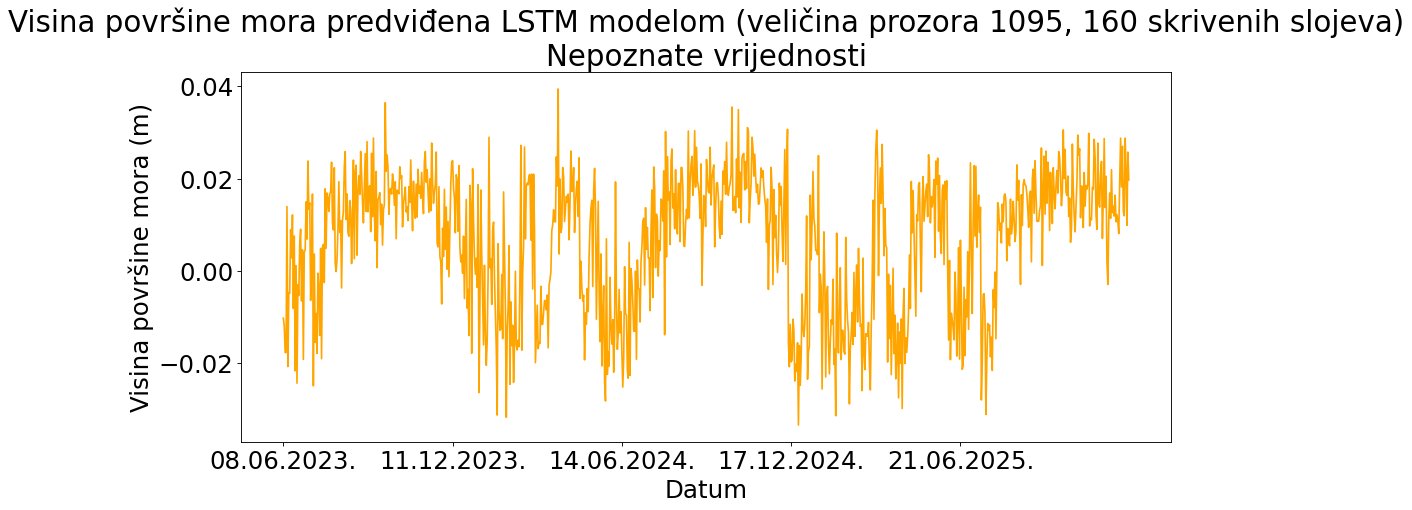 Visina površine mora predviđena LSTM modelom (veličina prozora 1095, 160 skrivenih slojeva)
Nepoznate vrijednosti
Visina površine mora (m)
0.04
0.02
0.00
−0.02
08.06.2023. 11.12.2023. 14.06.2024. 17.12.2024. 21.06.2025.
Datum